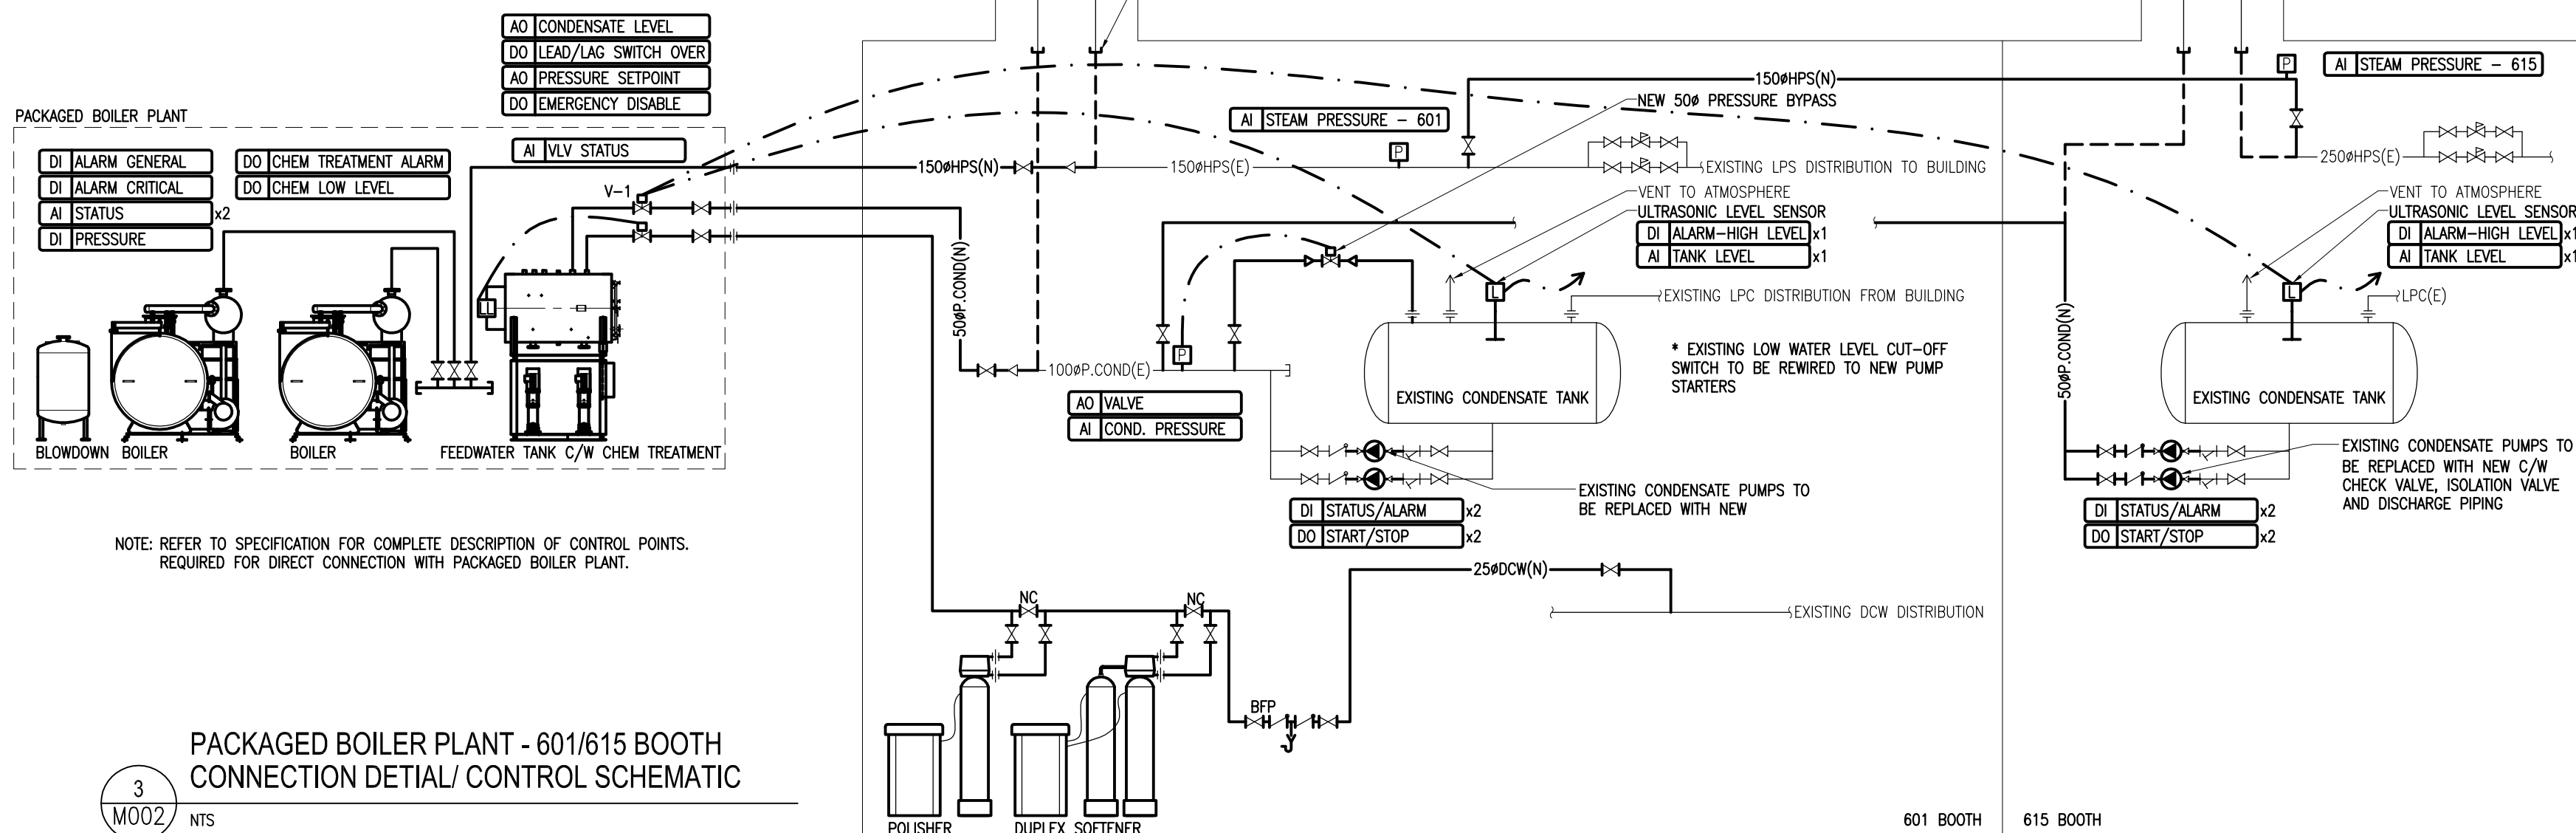 AO CONDENSATE LEVEL
DO LEAD/LAG SWITCH OVER
AO PRESSURE SETPOINT
DO EMERGENCY DISABLE
PACKAGED BOILER PLANT
DI ALARM GENERAL
DI ALARM CRITICAL
AI STATUS x2
DI PRESSURE
DO CHEM TREATMENT ALARM
DO CHEM LOW LEVEL
AI VLV STATUS
V-1
L
BLOWDOWN
BOILER
BOILER
FEEDWATER TANK C/W CHEM TREATMENT
NOTE: REFER TO SPECIFICATION FOR COMPLETE DESCRIPTION OF CONTROL POINTS.
REQUIRED FOR DIRECT CONNECTION WITH PACKAGED BOILER PLANT.
150øHPS(N)
150øHPS(E)
AI STEAM PRESSURE - 601
P
150øHPS(N)
NEW 50ø PRESSURE BYPASS
EXISTING LPS DISTRIBUTION TO BUILDING
VENT TO ATMOSPHERE
ULTRASONIC LEVEL SENSOR
DI ALARM-HIGH LEVEL x1
AI TANK LEVEL x1
L
EXISTING LPC DISTRIBUTION FROM BUILDING
50øP.COND(N)
100øP.COND(E)
P
AO VALVE
AI COND. PRESSURE
EXISTING CONDENSATE TANK
* EXISTING LOW WATER LEVEL CUT-OFF
SWITCH TO BE REWIRED TO NEW PUMP
STARTERS
EXISTING CONDENSATE PUMPS TO
BE REPLACED WITH NEW
DI STATUS/ALARM x2
DO START/STOP x2
25øDCW(N)
EXISTING DCW DISTRIBUTION
NC
NC
BFP
POLISHER
DUPLEX SOFTENER
P
AI STEAM PRESSURE - 615
250øHPS(E)
VENT TO ATMOSPHERE
ULTRASONIC LEVEL SENSOR
DI ALARM-HIGH LEVEL x1
AI TANK LEVEL x1
L
LPC(E)
50øP.COND(N)
EXISTING CONDENSATE TANK
EXISTING CONDENSATE PUMPS TO
BE REPLACED WITH NEW C/W
CHECK VALVE, ISOLATION VALVE
AND DISCHARGE PIPING
DI STATUS/ALARM x2
DO START/STOP x2
601 BOOTH
615 BOOTH
3
M002
PACKAGED BOILER PLANT - 601/615 BOOTH
CONNECTION DETIAL/ CONTROL SCHEMATIC
NTS